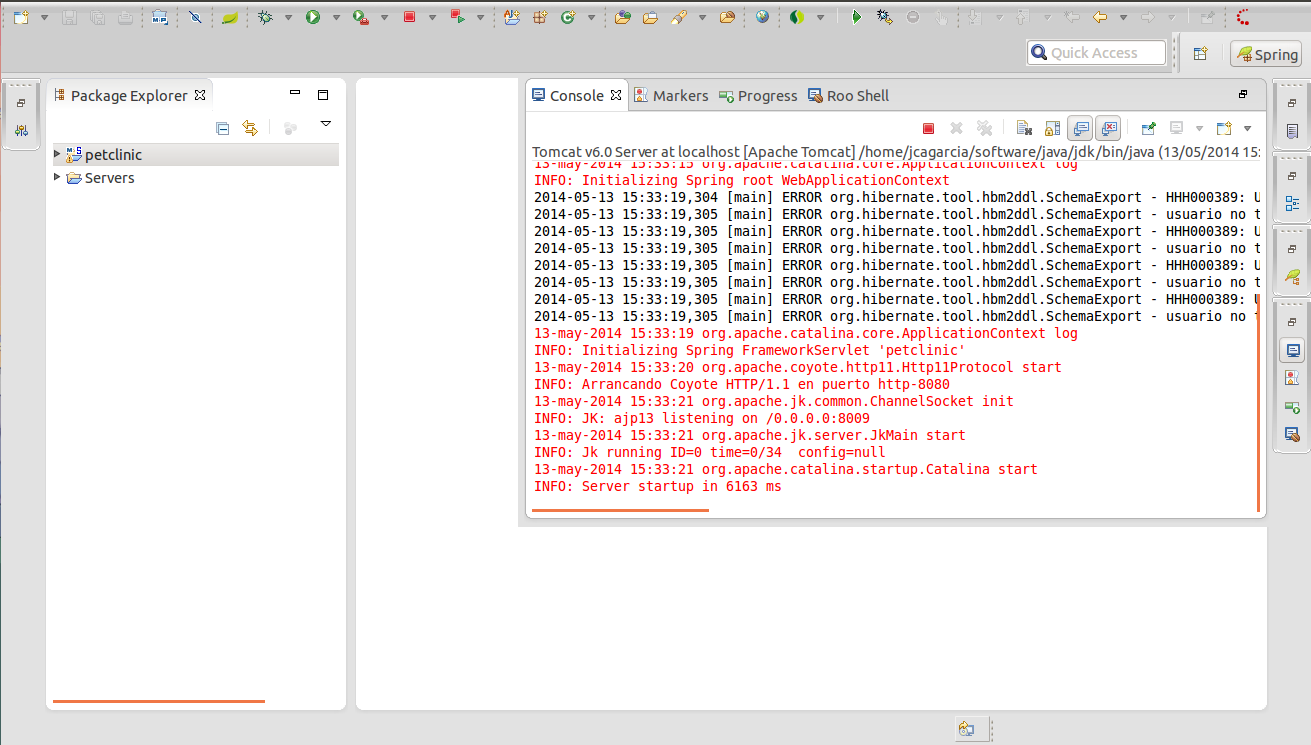 Quick Access
Spring
Package Explorer
petclinic
Servers
Console
Markers
Progress
Roo Shell
Tomcat v6.0 Server at localhost [Apache Tomcat] /home/jcagarcia/software/java/jdk/bin/java (13/05/2014 15:
13-may-2014 15:33:15 org.apache.catalina.core.ApplicationContext log
INFO: Initializing Spring root WebApplicationContext
2014-05-13 15:33:19,304 [main] ERROR org.hibernate.tool.hbm2ddl.SchemaExport - HHH000389: U
2014-05-13 15:33:19,305 [main] ERROR org.hibernate.tool.hbm2ddl.SchemaExport - usuario no t
2014-05-13 15:33:19,305 [main] ERROR org.hibernate.tool.hbm2ddl.SchemaExport - HHH000389: U
2014-05-13 15:33:19,305 [main] ERROR org.hibernate.tool.hbm2ddl.SchemaExport - usuario no t
2014-05-13 15:33:19,305 [main] ERROR org.hibernate.tool.hbm2ddl.SchemaExport - HHH000389: U
2014-05-13 15:33:19,305 [main] ERROR org.hibernate.tool.hbm2ddl.SchemaExport - usuario no t
2014-05-13 15:33:19,305 [main] ERROR org.hibernate.tool.hbm2ddl.SchemaExport - HHH000389: U
2014-05-13 15:33:19,305 [main] ERROR org.hibernate.tool.hbm2ddl.SchemaExport - usuario no t
13-may-2014 15:33:19 org.apache.catalina.core.ApplicationContext log
INFO: Initializing Spring FrameworkServlet 'petclinic'
13-may-2014 15:33:20 org.apache.coyote.http11.Http11Protocol start
INFO: Arrancando Coyote HTTP/1.1 en puerto http-8080
13-may-2014 15:33:21 org.apache.jk.common.ChannelSocket init
INFO: JK: ajp13 listening on /0.0.0.0:8009
13-may-2014 15:33:21 org.apache.jk.server.JkMain start
INFO: Jk running ID=0 time=0/34  config=null
13-may-2014 15:33:21 org.apache.catalina.startup.Catalina start
INFO: Server startup in 6163 ms